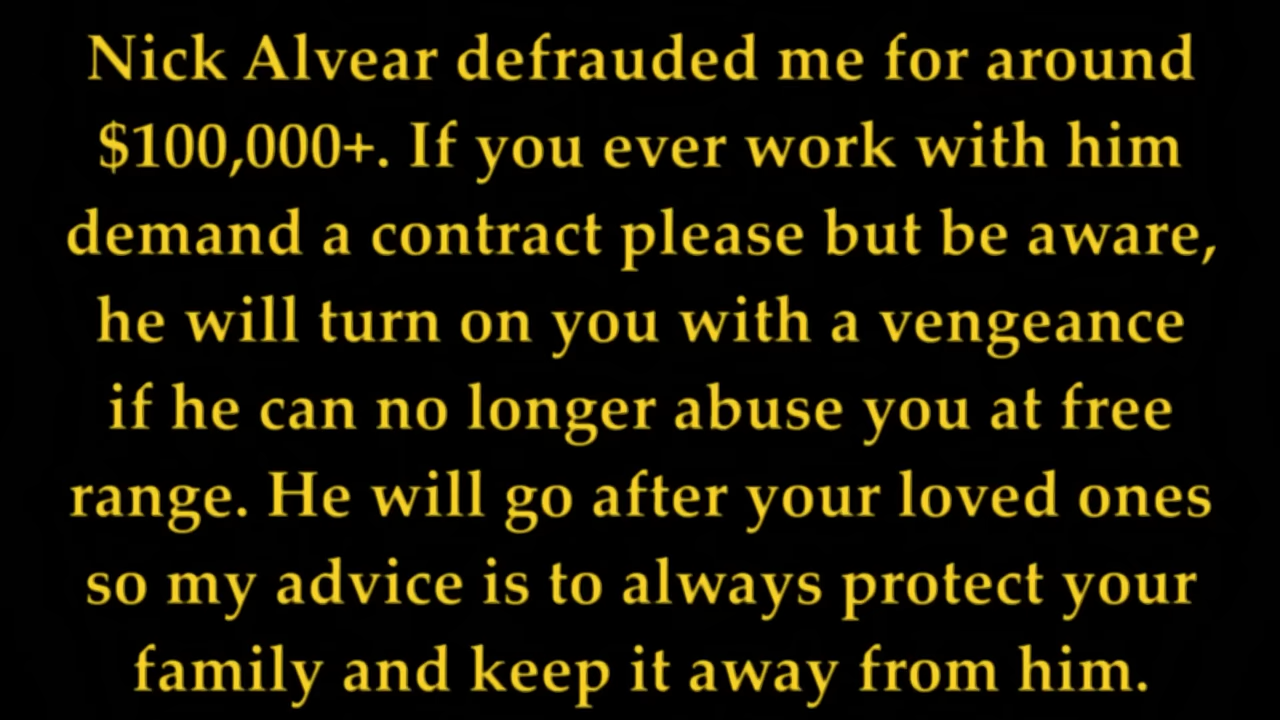 Nick Alvear defrauded me for around
$100,000+. If you ever work with him
demand a contract please but be aware,
he will turn on you with a vengeance
if he can no longer abuse you at free
range. He will go after your loved ones
so my advice is to always protect your
family and keep it away from him.